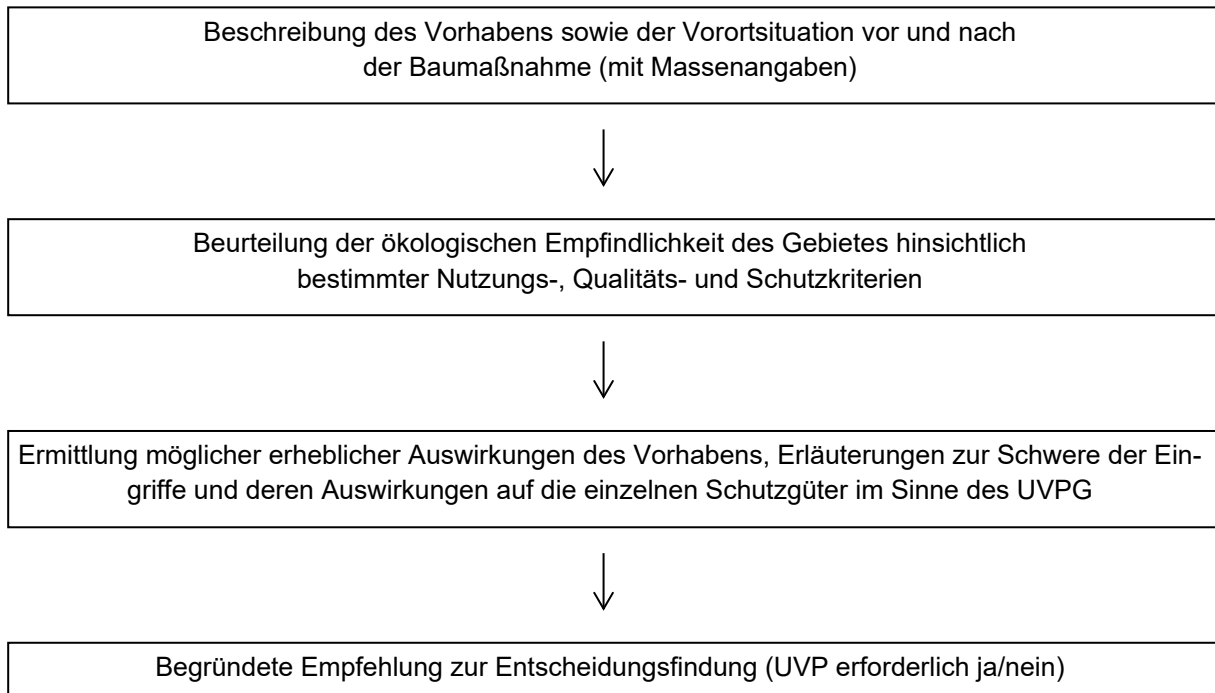 Beschreibung des Vorhabens sowie der Vorortsituation vor und nach
der Baumaßnahme (mit Massenangaben)
Beurteilung der ökologischen Empfindlichkeit des Gebietes hinsichtlich
bestimmter Nutzungs-, Qualitäts- und Schutzkriterien
Ermittlung möglicher erheblicher Auswirkungen des Vorhabens, Erläuterungen zur Schwere der Ein-
griffe und deren Auswirkungen auf die einzelnen Schutzgüter im Sinne des UVPG
Begründete Empfehlung zur Entscheidungsfindung (UVP erforderlich ja/nein)